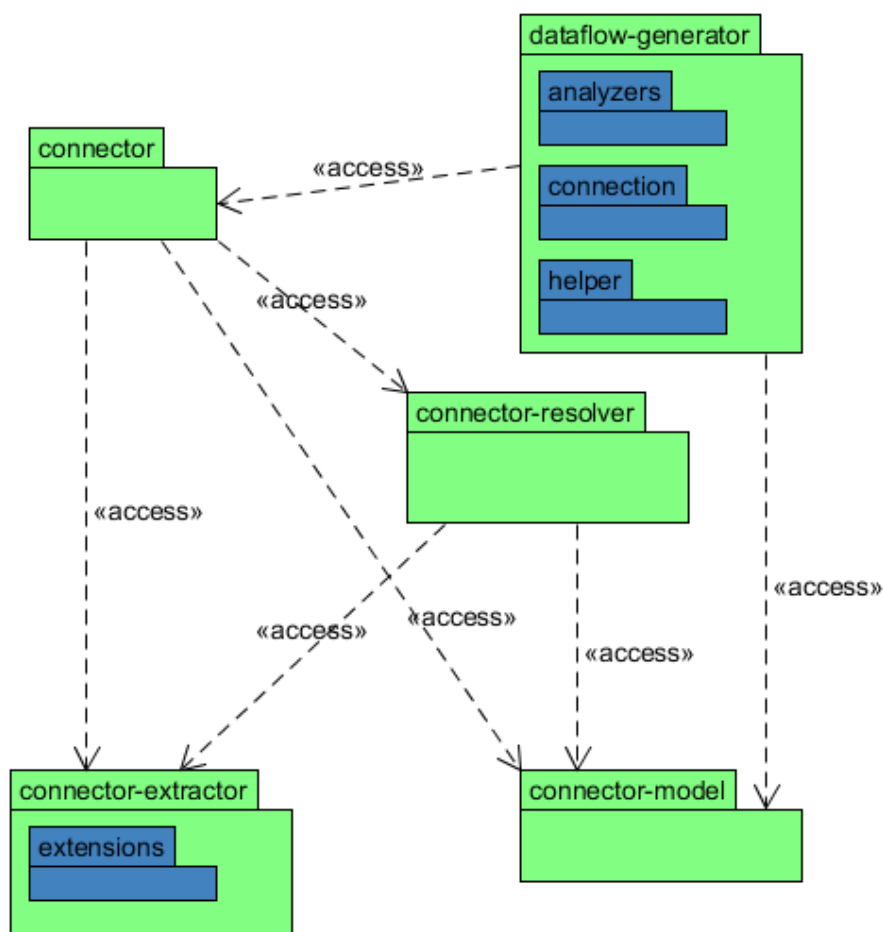 dataflow-generator
analyzers
connector
«access»
connection
helper
«access»
connector-resolver
«access»
«access»
«access»
«access»
«access»
connector-extractor
connector-model
extensions